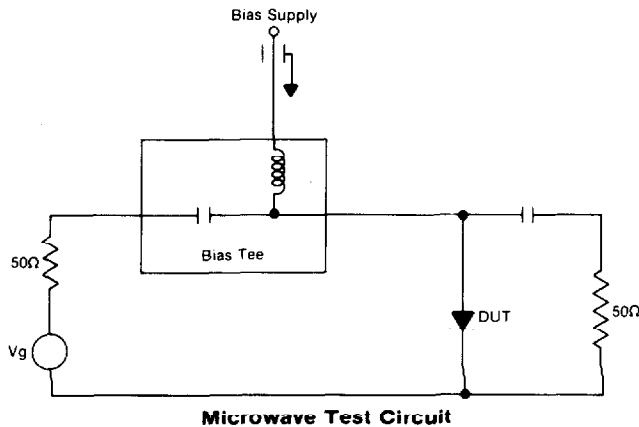 Bias Supply
Bias Tee
50Ω
Vg
DUT
50Ω
Microwave Test Circuit